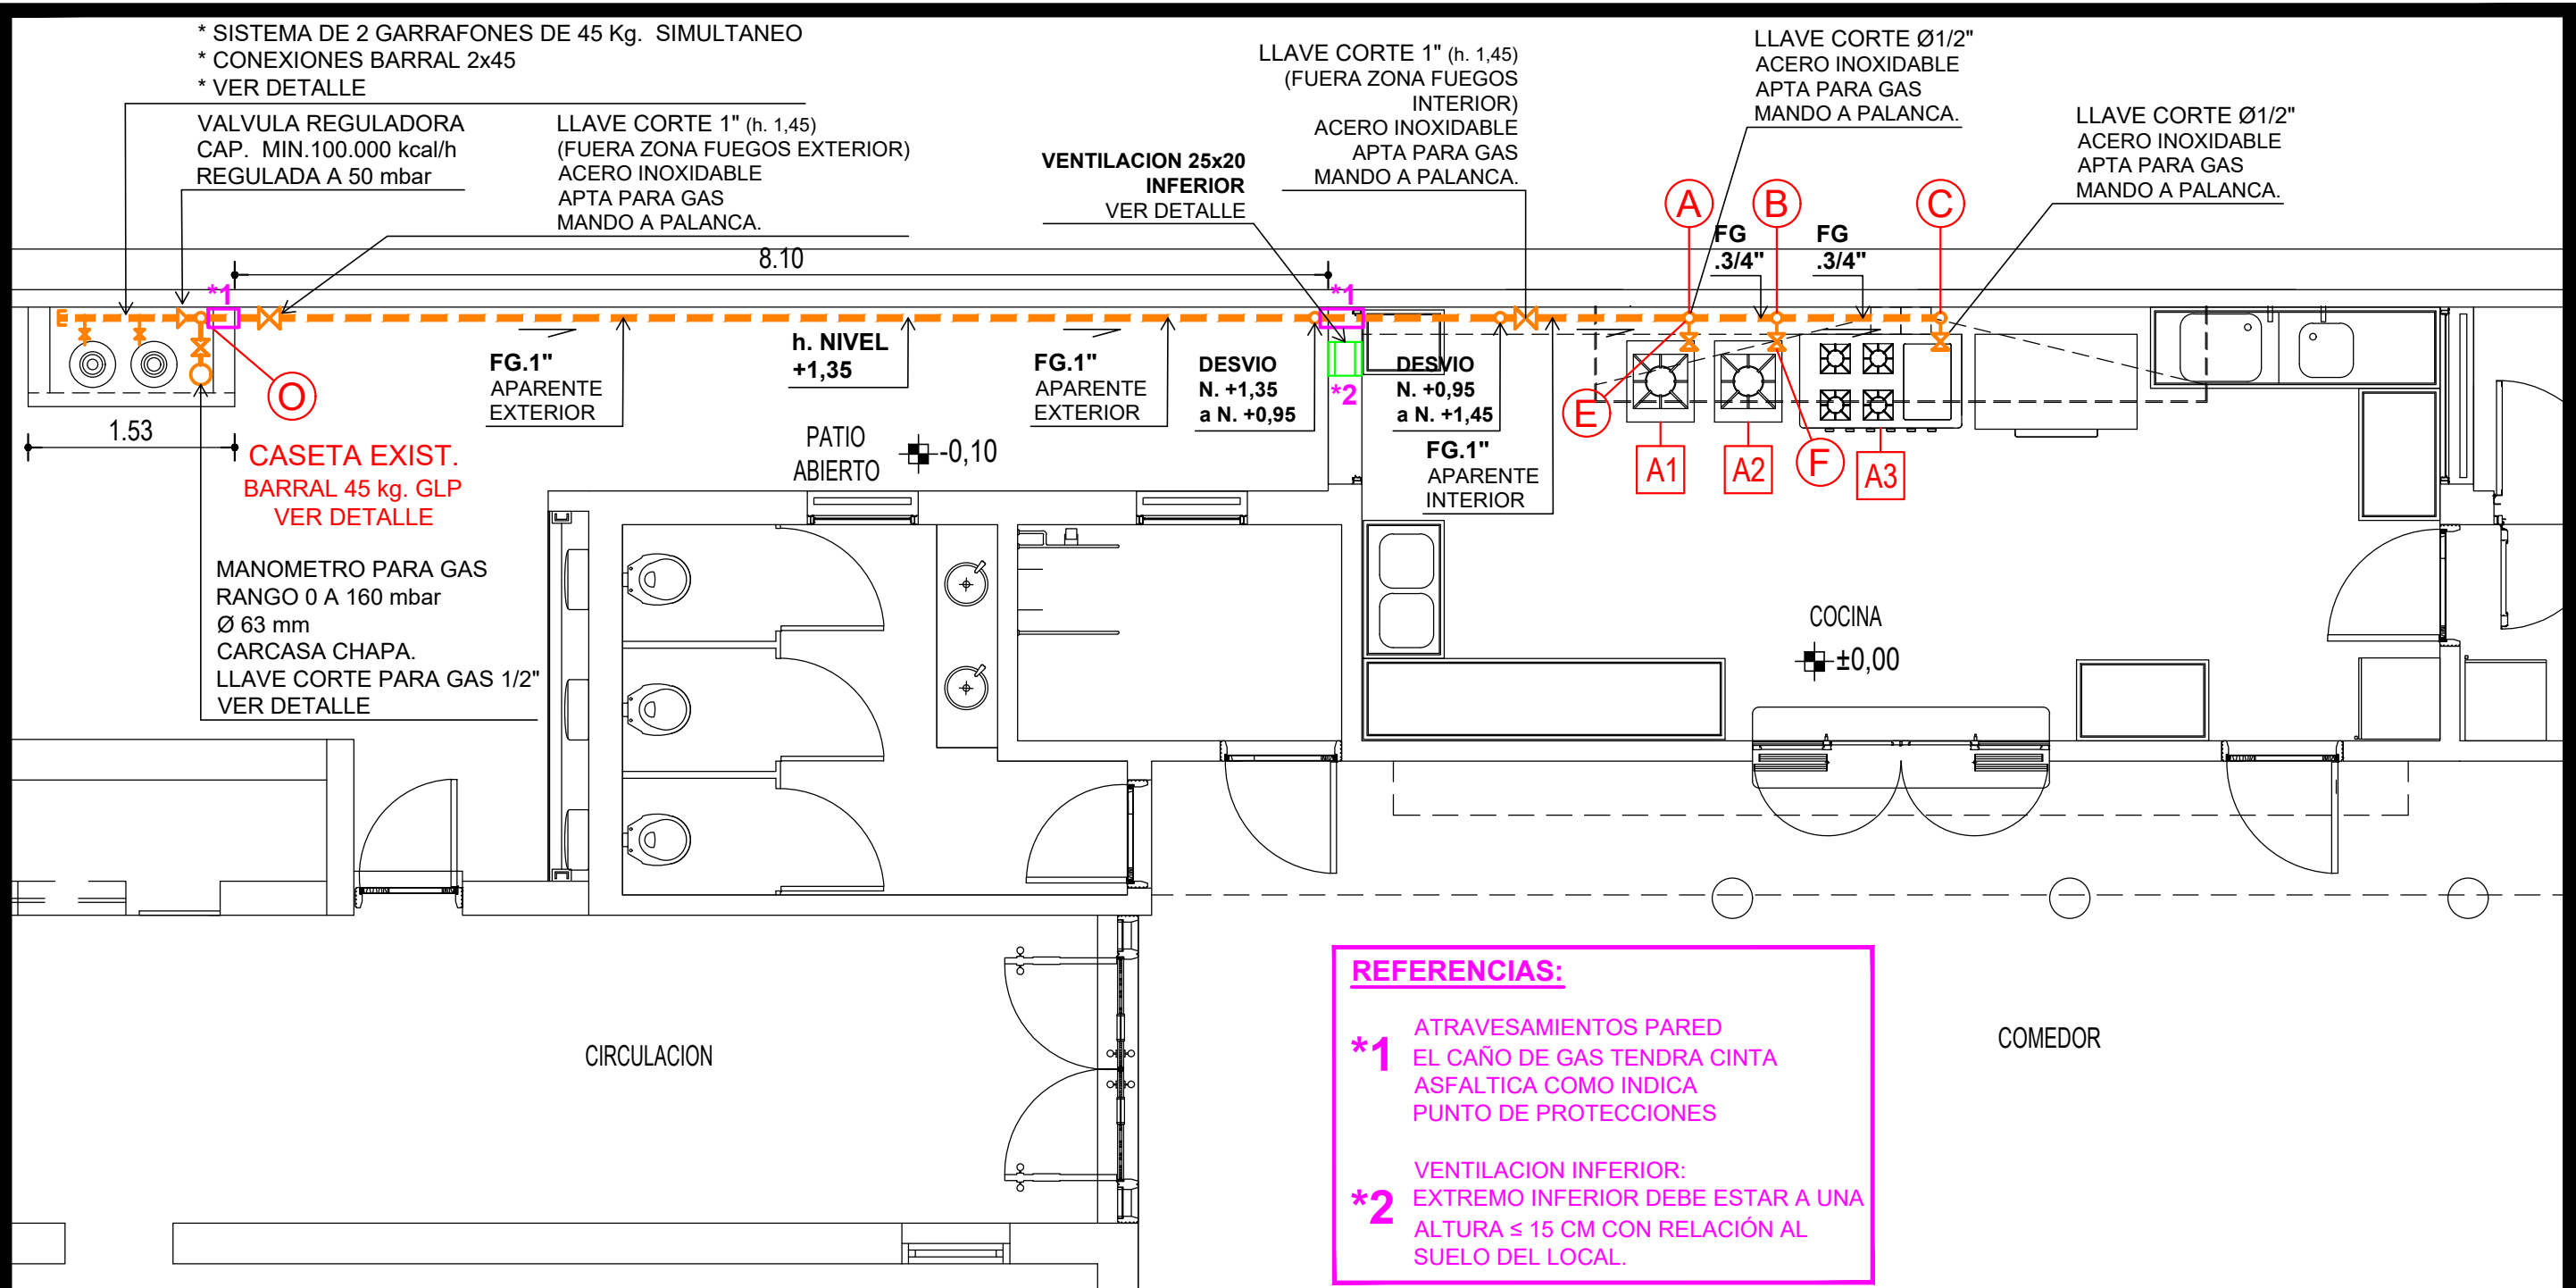 * SISTEMA DE 2 GARRAFONES DE 45 Kg.  SIMULTANEO
* CONEXIONES BARRAL 2x45
* VER DETALLE
VALVULA REGULADORA
CAP.  MIN.100.000 kcal/h
REGULADA A 50 mbar
LLAVE CORTE 1" (h. 1,45)
(FUERA ZONA FUEGOS EXTERIOR)
ACERO INOXIDABLE
APTA PARA GAS
MANDO A PALANCA.
VENTILACION 25x20
INFERIOR
VER DETALLE
LLAVE CORTE 1" (h. 1,45)
(FUERA ZONA FUEGOS
INTERIOR)
ACERO INOXIDABLE
APTA PARA GAS
MANDO A PALANCA.
LLAVE CORTE Ø1/2"
ACERO INOXIDABLE
APTA PARA GAS
MANDO A PALANCA.
LLAVE CORTE Ø1/2"
ACERO INOXIDABLE
APTA PARA GAS
MANDO A PALANCA.
A
B
C
FG
.3/4"
FG
.3/4"
8.10
*1
*1
*2
O
E
F
A1
A2
A3
1.53
FG.1"
APARENTE
EXTERIOR
h. NIVEL
+1,35
FG.1"
APARENTE
EXTERIOR
DESVIO
N. +1,35
a N. +0,95
DESVIO
N. +0,95
a N. +1,45
FG.1"
APARENTE
INTERIOR
PATIO
ABIERTO
-0,10
CASETA EXIST.
BARRAL 45 kg. GLP
VER DETALLE
MANOMETRO PARA GAS
RANGO 0 A 160 mbar
Ø 63 mm
CARCASA CHAPA.
LLAVE CORTE PARA GAS 1/2"
VER DETALLE
COCINA
±0,00
CIRCULACION
COMEDOR
REFERENCIAS:
*1
ATRAVESAMIENTOS PARED
EL CAÑO DE GAS TENDRA CINTA
ASFALTICA COMO INDICA
PUNTO DE PROTECCIONES
*2
VENTILACION INFERIOR:
EXTREMO INFERIOR DEBE ESTAR A UNA
ALTURA ≤ 15 CM CON RELACIÓN AL
SUELO DEL LOCAL.